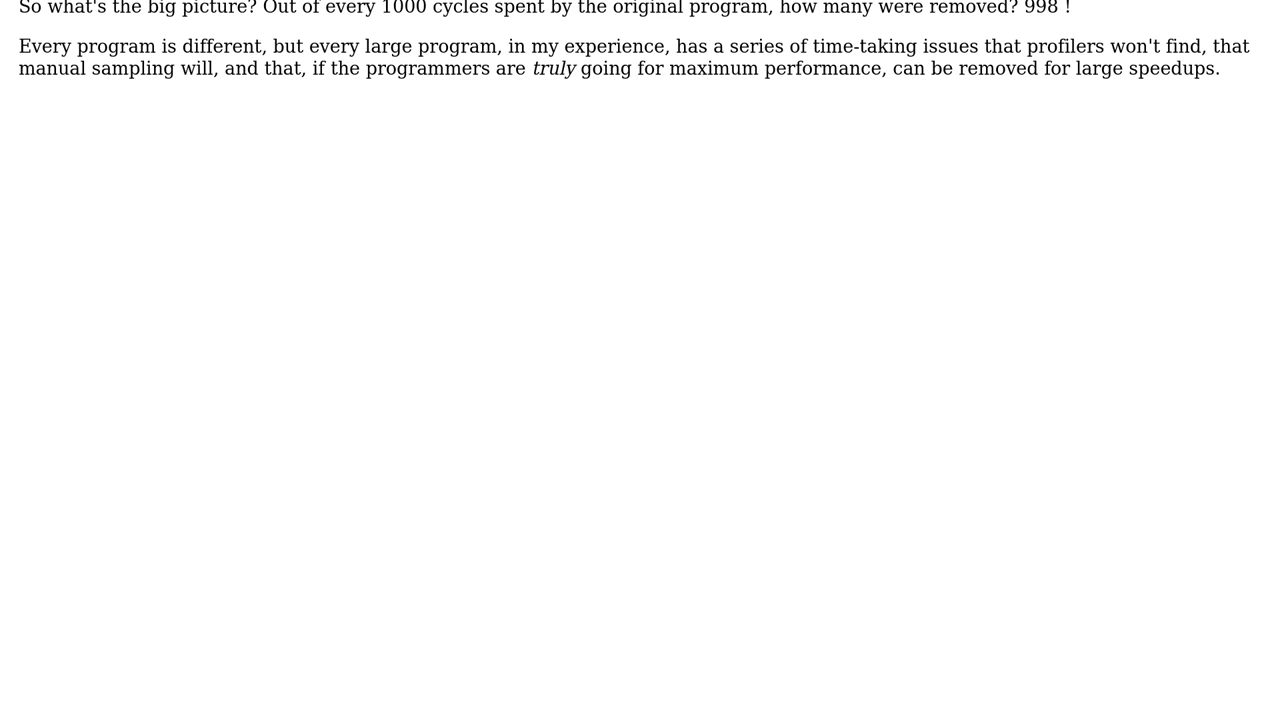 So what's the big picture? Out of every 1000 cycles spent by the original program, how many were removed? 998 !
Every program is different, but every large program, in my experience, has a series of time-taking issues that profilers won't find, that
manual sampling will, and that, if the programmers are truly going for maximum performance, can be removed for large speedups.